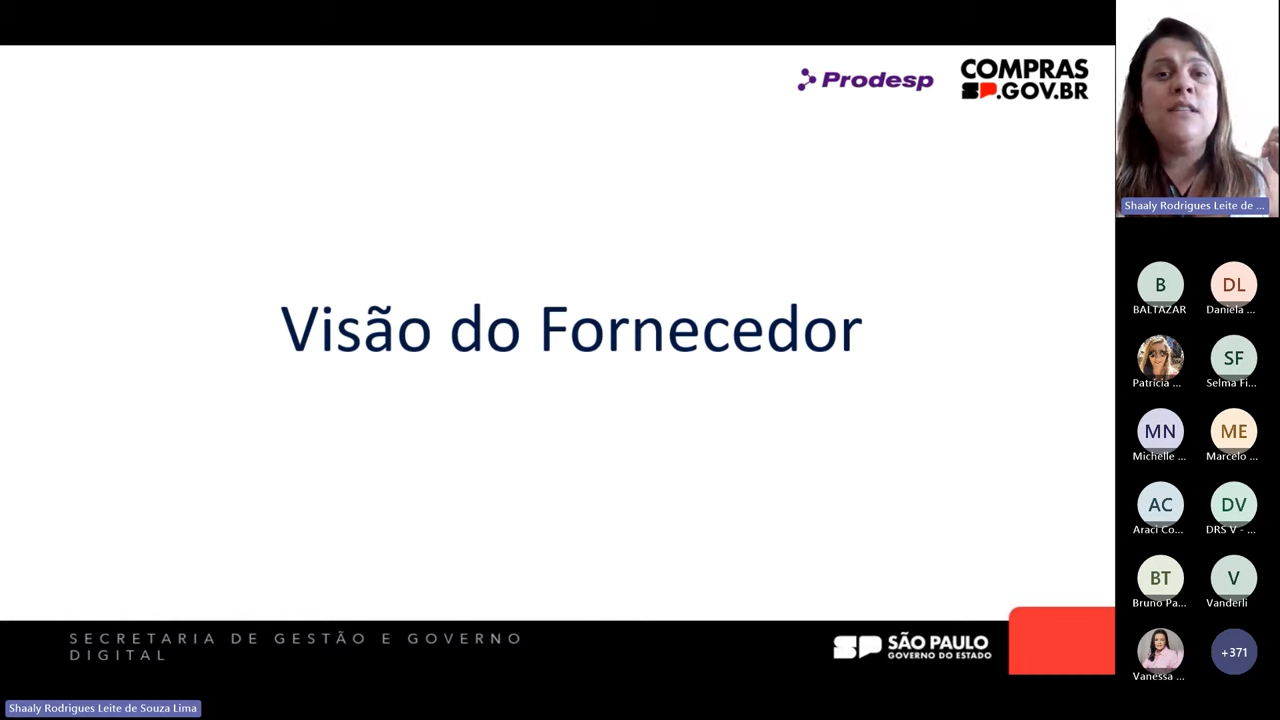 Prodesp
COMPRAS
SP.GOV.BR
Visão do Fornecedor
SECRETARIA DE GESTÃO E GOVERNO
DIGITAL
SP SÃO PAULO
GOVERNO DO ESTADO
Shaaly Rodrigues Leite de Souza Lima
Shaaly Rodrigues Leite de ...
B
BALTAZAR
DL
Daniela ...
Patrícia ...
SF
Selma Fi...
MN
Michelle ...
ME
Marcelo ...
AC
Araci Co...
DV
DRS V - ...
BT
Bruno Pa...
V
Vanderli
Vanessa ...
+371